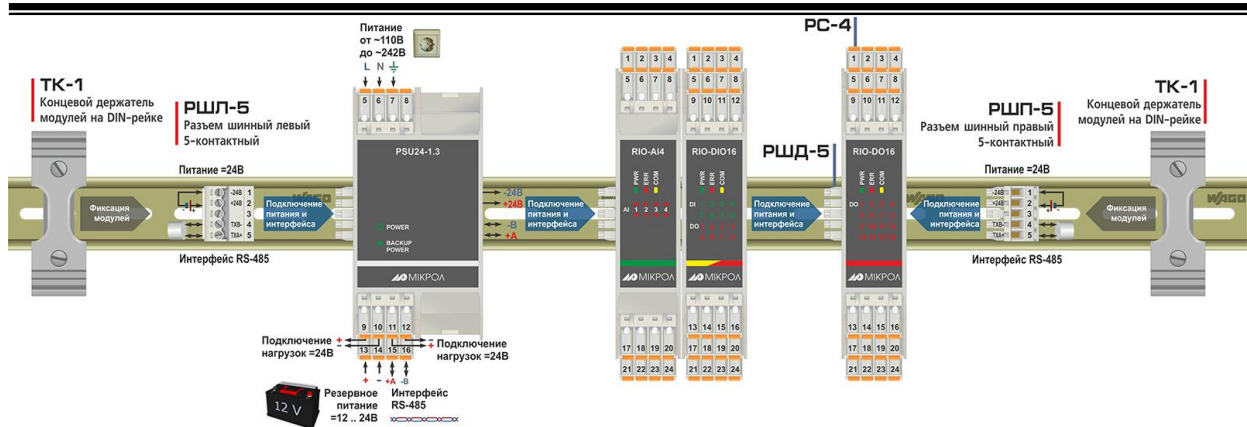 ТК-1
Концевой держатель
модулей на DIN-рейке
РШЛ-5
Разъем шинный левый
5-контактный
Питание =24В
-24В 1
+24В 2
3
TXB- 4
TXA+ 5
Интерфейс RS-485
Фиксация
модулей
WAGO
Подключение
питания и
интерфейса
Питание
от ~110В
до ~242В
L N
5 6 7 8
PSU24-1.3
POWER
BACKUP
POWER
МІКРОЛ
9 10 11 12
13 14 15 16
Подключение
нагрузок =24В
+
-
-
+
Подключение
нагрузок =24В
+ - +A -B
12 V
Резервное
питание
=12 .. 24В
Интерфейс
RS-485
-24В
+24В
-B
+A
Подключение
питания и
интерфейса
1 2 3 4
5 6 7 8
RIO-AI4
PWR ERR COM
AI 1 2 3 4
МІКРОЛ
17 18 19 20
21 22 23 24
1 2 3 4
5 6 7 8
9 10 11 12
RIO-DIO16
PWR ERR COM
DI
DO
МІКРОЛ
13 14 15 16
17 18 19 20
21 22 23 24
Подключение
питания и
интерфейса
РШД-5
РС-4
1 2 3 4
5 6 7 8
9 10 11 12
RIO-DO16
PWR ERR COM
DO
МІКРОЛ
13 14 15 16
17 18 19 20
21 22 23 24
Подключение
питания и
интерфейса
РШП-5
Разъем шинный правый
5-контактный
Питание =24В
-24В 1
+24В 2
3
TXB- 4
TXA+ 5
Интерфейс RS-485
Фиксация
модулей
ТК-1
Концевой держатель
модулей на DIN-рейке
WAGO